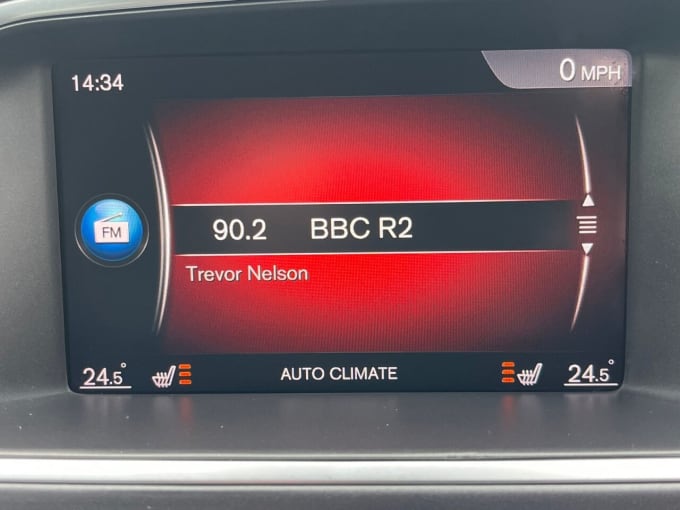 14:34
0 MPH
FM
90.2 BBC R2
Trevor Nelson
24.5° AUTO CLIMATE 24.5°